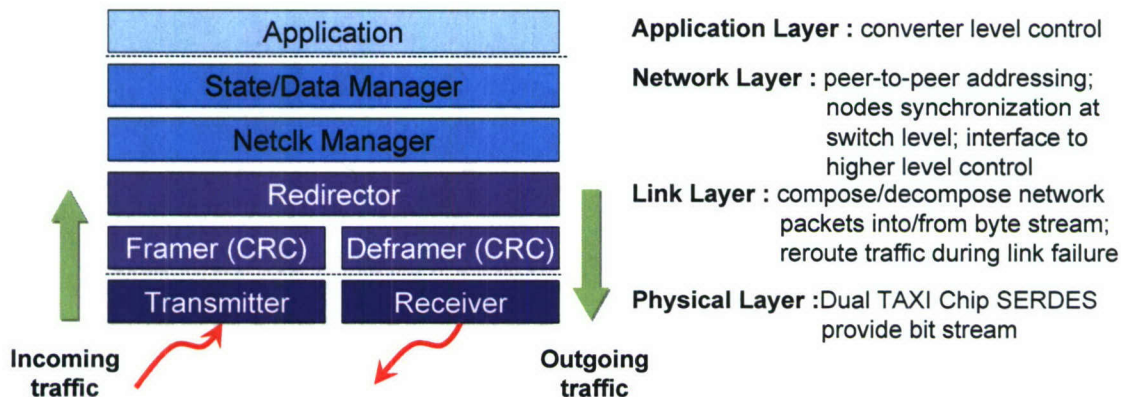 Application
State/Data Manager
Netclk Manager
Redirector
Framer (CRC)
Deframer (CRC)
Transmitter
Receiver
Incoming
traffic
Outgoing
traffic
Application Layer : converter level control
Network Layer : peer-to-peer addressing;
nodes synchronization at
switch level; interface to
higher level control
Link Layer : compose/decompose network
packets into/from byte stream;
reroute traffic during link failure
Physical Layer :Dual TAXI Chip SERDES
provide bit stream